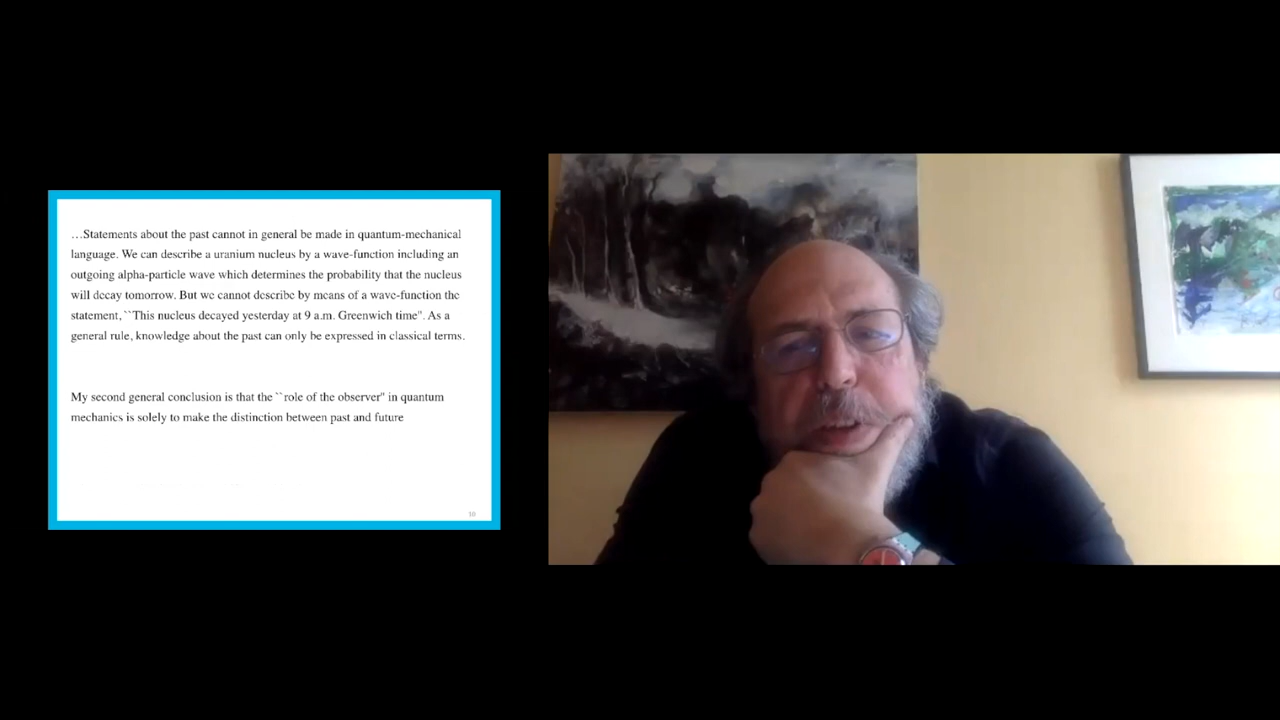 …Statements about the past cannot in general be made in quantum-mechanical
language. We can describe a uranium nucleus by a wave-function including an
outgoing alpha-particle wave which determines the probability that the nucleus
will decay tomorrow. But we cannot describe by means of a wave-function the
statement, ``This nucleus decayed yesterday at 9 a.m. Greenwich time". As a
general rule, knowledge about the past can only be expressed in classical terms.
My second general conclusion is that the ``role of the observer" in quantum
mechanics is solely to make the distinction between past and future